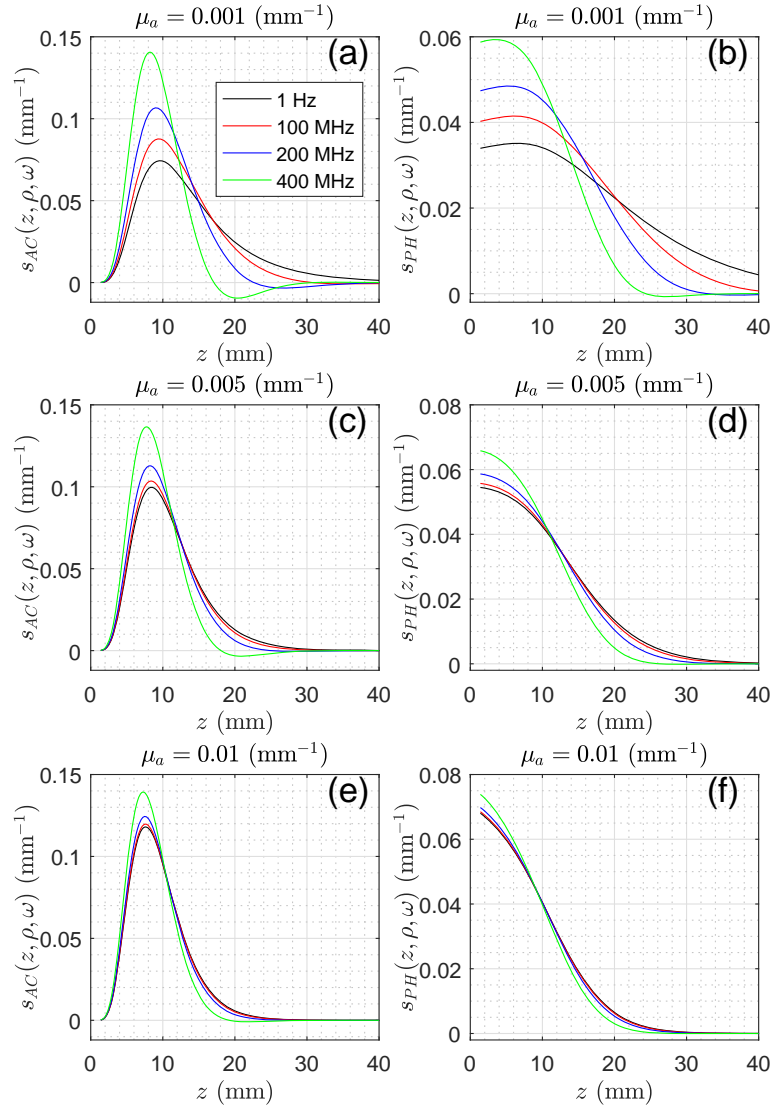 μₐ = 0.001 (mm⁻¹)
(a)
s_AC(z, ρ, ω) (mm⁻¹)
0.15
0.1
0.05
0
1 Hz
100 MHz
200 MHz
400 MHz
0 10 20 30 40
z (mm)
μₐ = 0.001 (mm⁻¹)
(b)
s_PH(z, ρ, ω) (mm⁻¹)
0.06
0.04
0.02
0
0 10 20 30 40
z (mm)
μₐ = 0.005 (mm⁻¹)
(c)
s_AC(z, ρ, ω) (mm⁻¹)
0.15
0.1
0.05
0
0 10 20 30 40
z (mm)
μₐ = 0.005 (mm⁻¹)
(d)
s_PH(z, ρ, ω) (mm⁻¹)
0.08
0.06
0.04
0.02
0
0 10 20 30 40
z (mm)
μₐ = 0.01 (mm⁻¹)
(e)
s_AC(z, ρ, ω) (mm⁻¹)
0.15
0.1
0.05
0
0 10 20 30 40
z (mm)
μₐ = 0.01 (mm⁻¹)
(f)
s_PH(z, ρ, ω) (mm⁻¹)
0.08
0.06
0.04
0.02
0
0 10 20 30 40
z (mm)